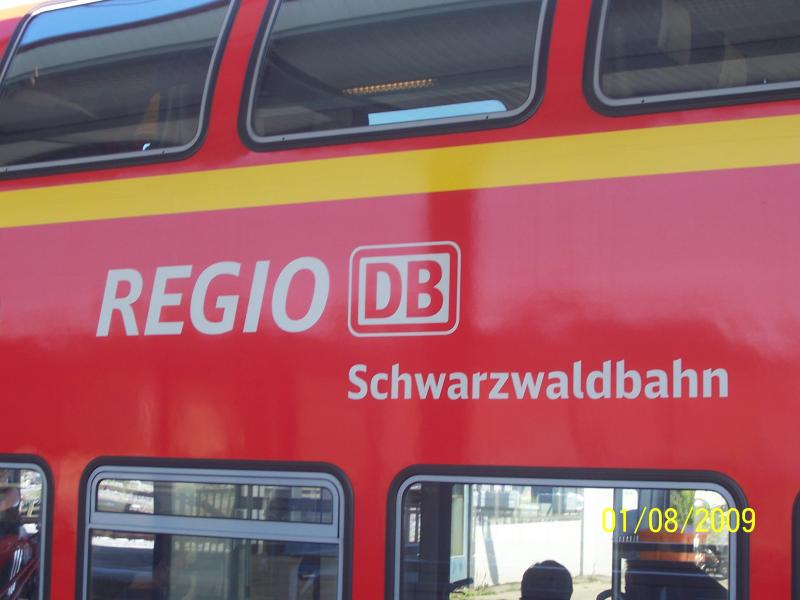 REGIO DB
Schwarzwaldbahn
01/08/2009